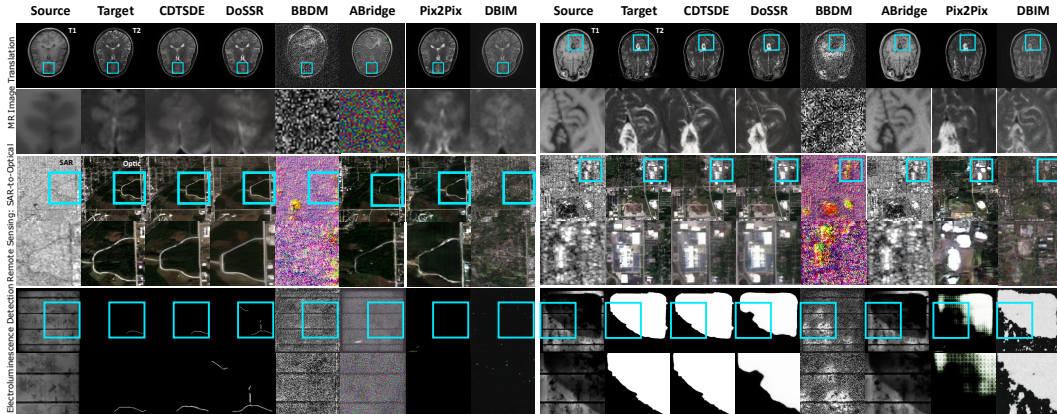 Source Target CDTSDE DoSSR BBDM ABridge Pix2Pix DBIM
Source Target CDTSDE DoSSR BBDM ABridge Pix2Pix DBIM
MR Image Translation
T1 T2
T1 T2
Remote Sensing: SAR-to-Optical
SAR Optic
Electroluminescence Detection